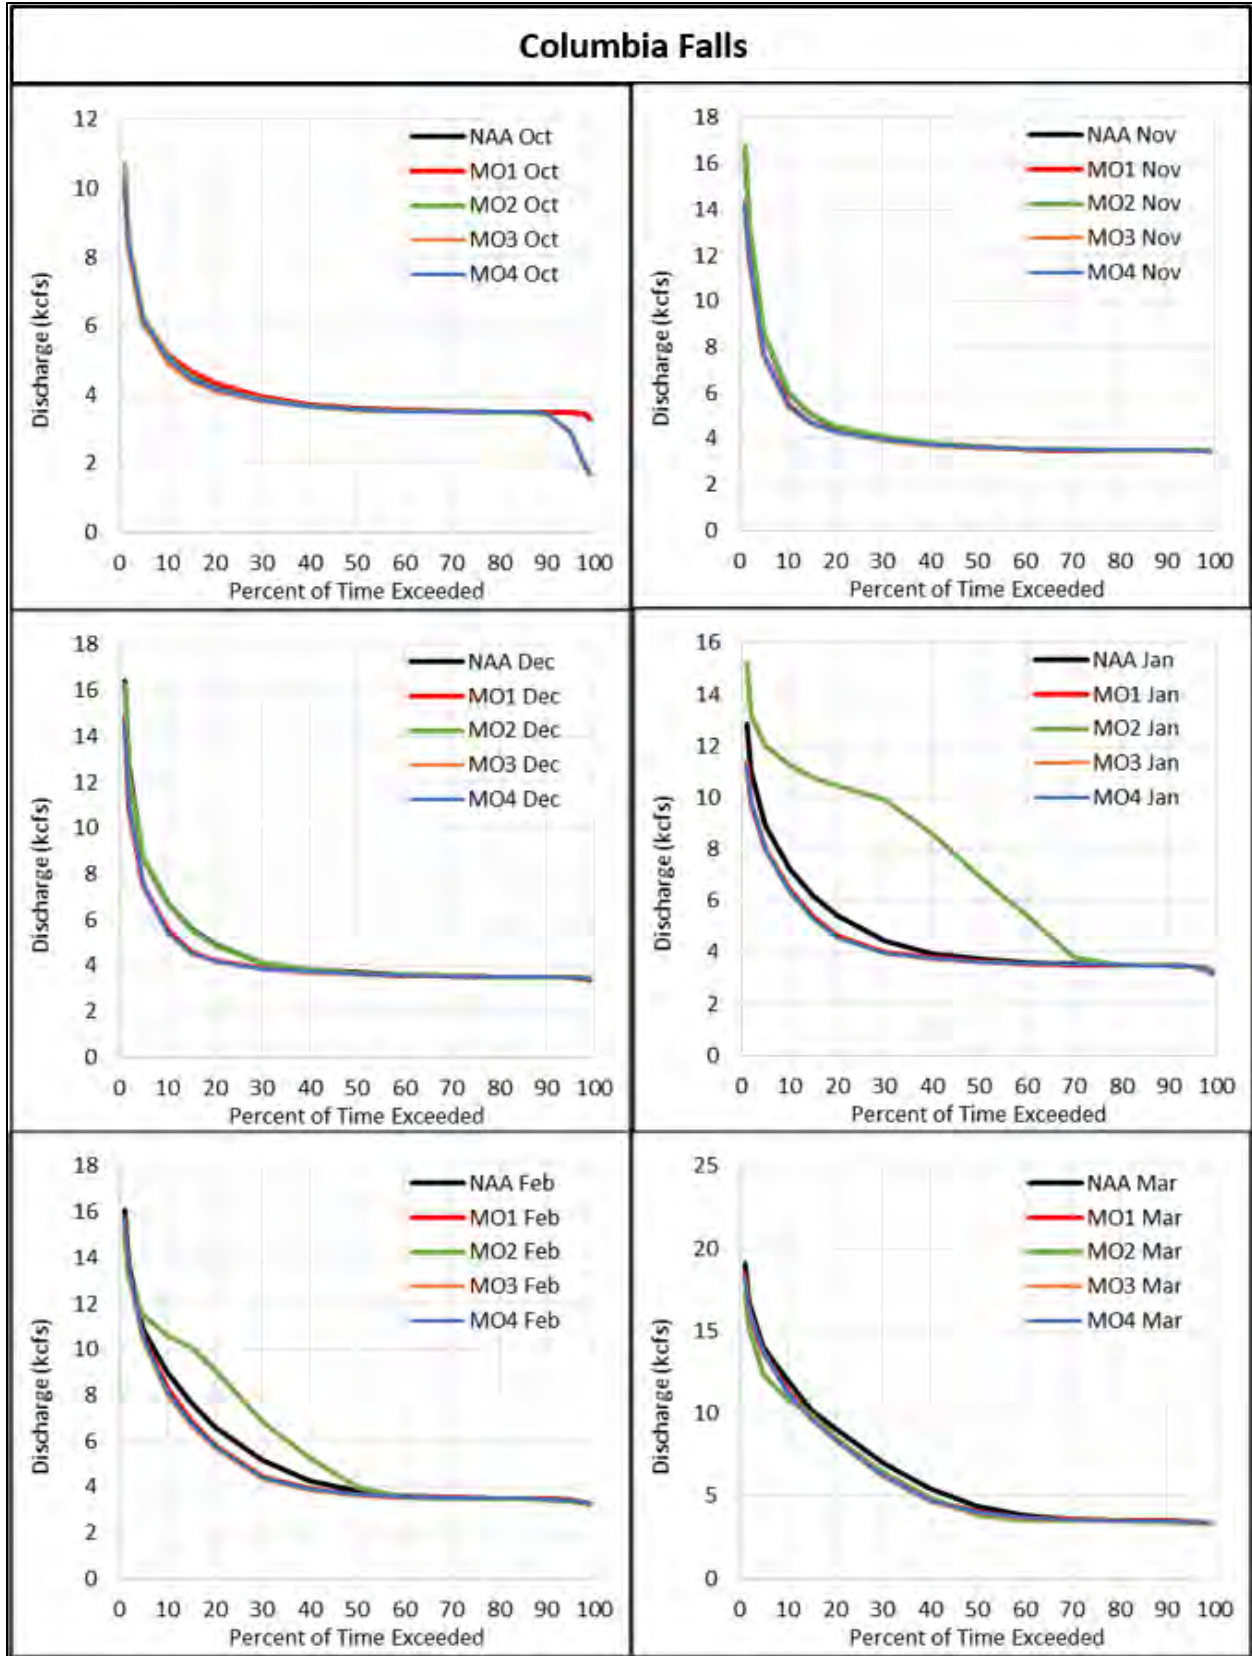 Columbia Falls
12
10
8
6
4
2
0
Discharge (kcfs)
NAA Oct
MO1 Oct
MO2 Oct
MO3 Oct
MO4 Oct
0 10 20 30 40 50 60 70 80 90 100
Percent of Time Exceeded
18
16
14
12
10
8
6
4
2
0
Discharge (kcfs)
NAA Nov
MO1 Nov
MO2 Nov
MO3 Nov
MO4 Nov
0 10 20 30 40 50 60 70 80 90 100
Percent of Time Exceeded
18
16
14
12
10
8
6
4
2
0
Discharge (kcfs)
NAA Dec
MO1 Dec
MO2 Dec
MO3 Dec
MO4 Dec
0 10 20 30 40 50 60 70 80 90 100
Percent of Time Exceeded
16
14
12
10
8
6
4
2
0
Discharge (kcfs)
NAA Jan
MO1 Jan
MO2 Jan
MO3 Jan
MO4 Jan
0 10 20 30 40 50 60 70 80 90 100
Percent of Time Exceeded
18
16
14
12
10
8
6
4
2
0
Discharge (kcfs)
NAA Feb
MO1 Feb
MO2 Feb
MO3 Feb
MO4 Feb
0 10 20 30 40 50 60 70 80 90 100
Percent of Time Exceeded
25
20
15
10
5
0
Discharge (kcfs)
NAA Mar
MO1 Mar
MO2 Mar
MO3 Mar
MO4 Mar
0 10 20 30 40 50 60 70 80 90 100
Percent of Time Exceeded